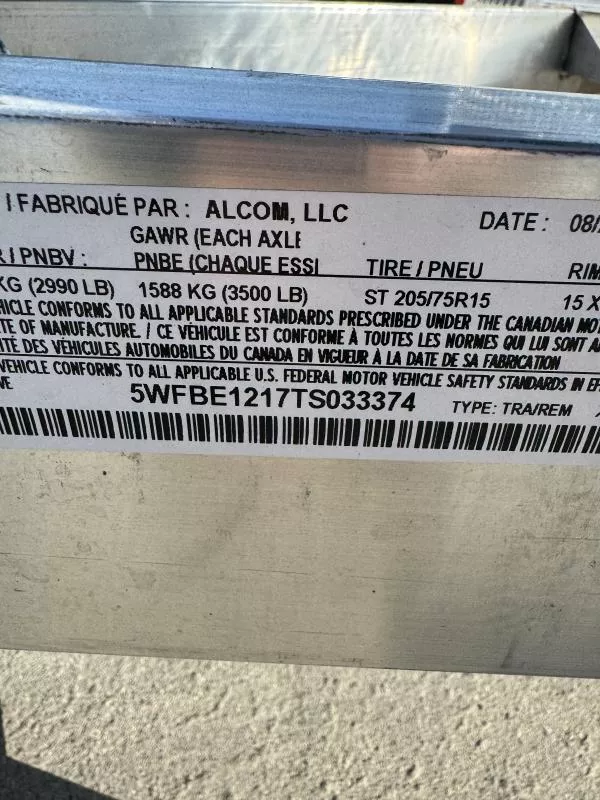 / FABRIQUÉ PAR : ALCOM, LLC DATE : 08/
GAWR (EACH AXLE
R / PNBV : PNBE (CHAQUE ESSI TIRE / PNEU RIM
KG (2990 LB) 1588 KG (3500 LB) ST 205/75R15 15 X
HICLE CONFORMS TO ALL APPLICABLE STANDARDS PRESCRIBED UNDER THE CANADIAN MO
TE OF MANUFACTURE. / CE VÉHICULE EST CONFORME À TOUTES LES NORMES QUI LUI SONT A
ITÉ DES VÉHICULES AUTOMOBILES DU CANADA EN VIGUEUR À LA DATE DE SA FABRICATION
VEHICLE CONFORMS TO ALL APPLICABLE U.S. FEDERAL MOTOR VEHICLE SAFETY STANDARDS IN EF
VE 5WFBE1217TS033374 TYPE: TRA/REM